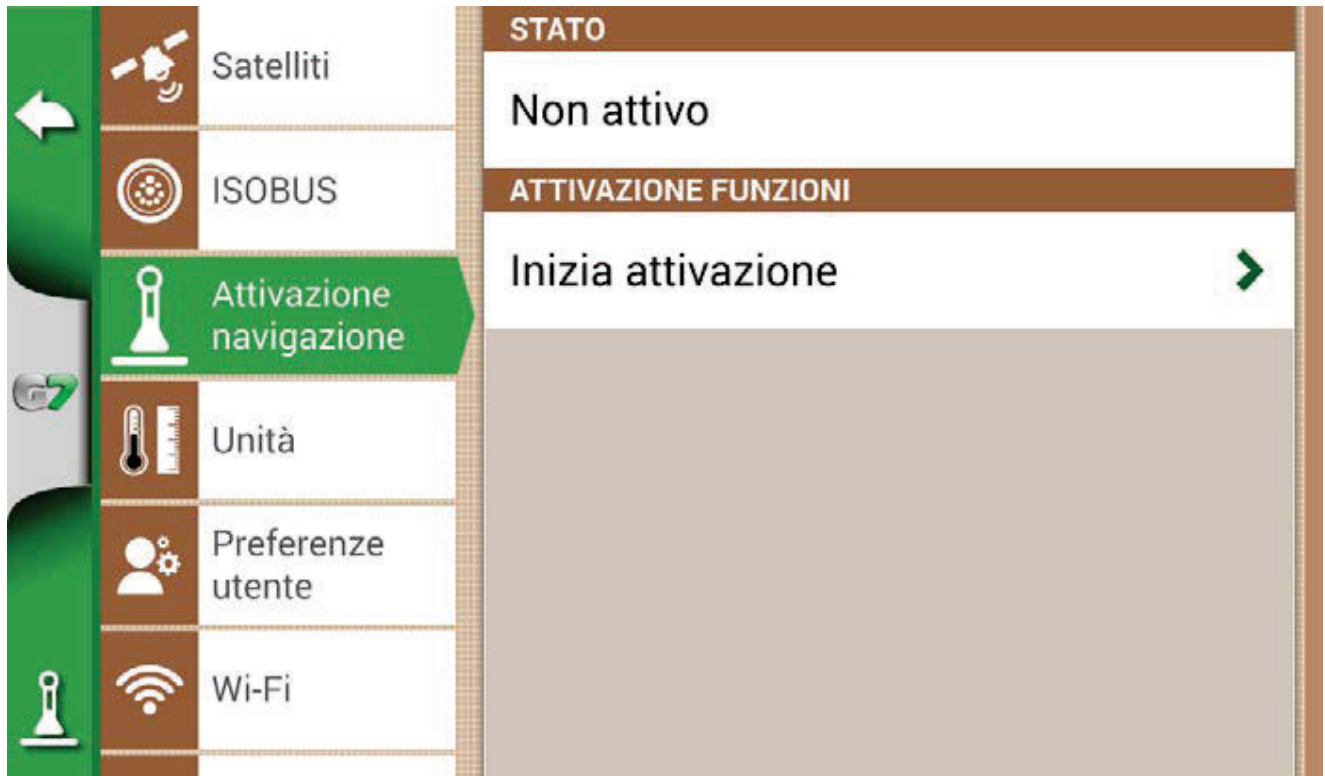 Satelliti
ISOBUS
Attivazione
navigazione
G7
Unità
Preferenze
utente
Wi-Fi
STATO
Non attivo
ATTIVAZIONE FUNZIONI
Inizia attivazione